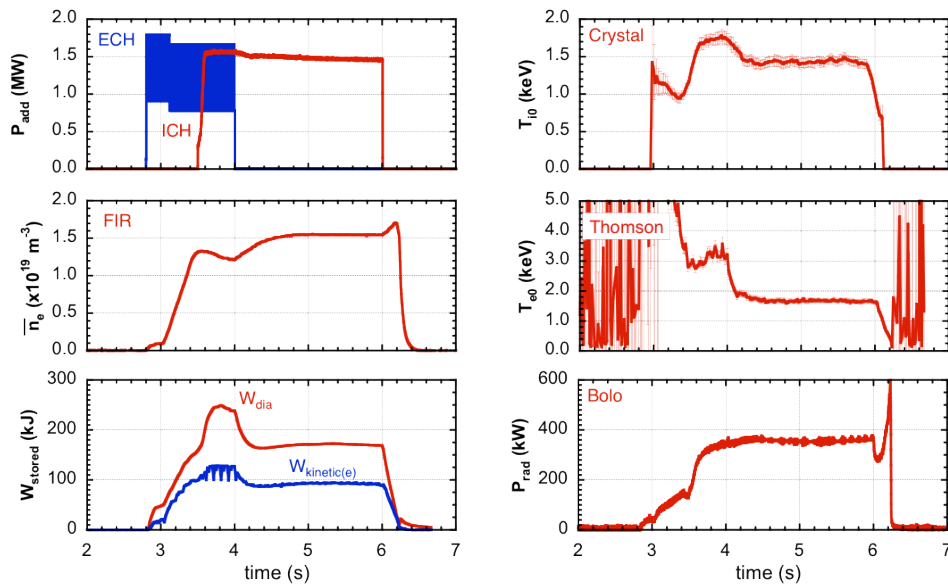 2.0
1.5
1.0
0.5
0.0
P_add (MW)
ECH
ICH
2.0
1.5
1.0
0.5
0.0
T_i0 (keV)
Crystal
2.0
1.5
1.0
0.5
0.0
n̅_e (x10^19 m^-3)
FIR
5.0
4.0
3.0
2.0
1.0
0.0
T_e0 (keV)
Thomson
300
200
100
0
W_stored (kJ)
W_dia
W_kinetic(e)
2 3 4 5 6 7
time (s)
600
400
200
0
P_rad (kW)
Bolo
2 3 4 5 6 7
time (s)